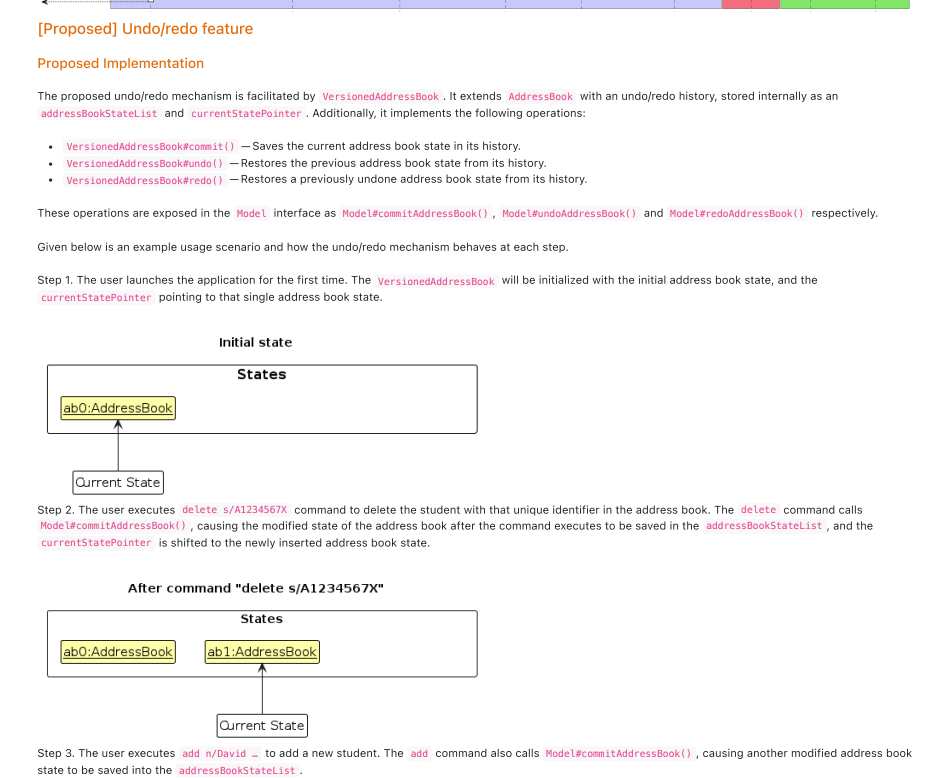 [Proposed] Undo/redo feature
Proposed Implementation
The proposed undo/redo mechanism is facilitated by VersionedAddressBook . It extends AddressBook with an undo/redo history, stored internally as an
addressBookStateList and currentStatePointer . Additionally, it implements the following operations:
• VersionedAddressBook#commit() — Saves the current address book state in its history.
• VersionedAddressBook#undo() — Restores the previous address book state from its history.
• VersionedAddressBook#redo() — Restores a previously undone address book state from its history.
These operations are exposed in the Model interface as Model#commitAddressBook() , Model#undoAddressBook() and Model#redoAddressBook() respectively.
Given below is an example usage scenario and how the undo/redo mechanism behaves at each step.
Step 1. The user launches the application for the first time. The VersionedAddressBook will be initialized with the initial address book state, and the
currentStatePointer pointing to that single address book state.
Initial state
States
ab0:AddressBook
Current State
Step 2. The user executes delete s/A1234567X command to delete the student with that unique identifier in the address book. The delete command calls
Model#commitAddressBook() , causing the modified state of the address book after the command executes to be saved in the addressBookStateList , and the
currentStatePointer is shifted to the newly inserted address book state.
After command "delete s/A1234567X"
States
ab0:AddressBook ab1:AddressBook
Current State
Step 3. The user executes add n/David … to add a new student. The add command also calls Model#commitAddressBook() , causing another modified address book
state to be saved into the addressBookStateList .